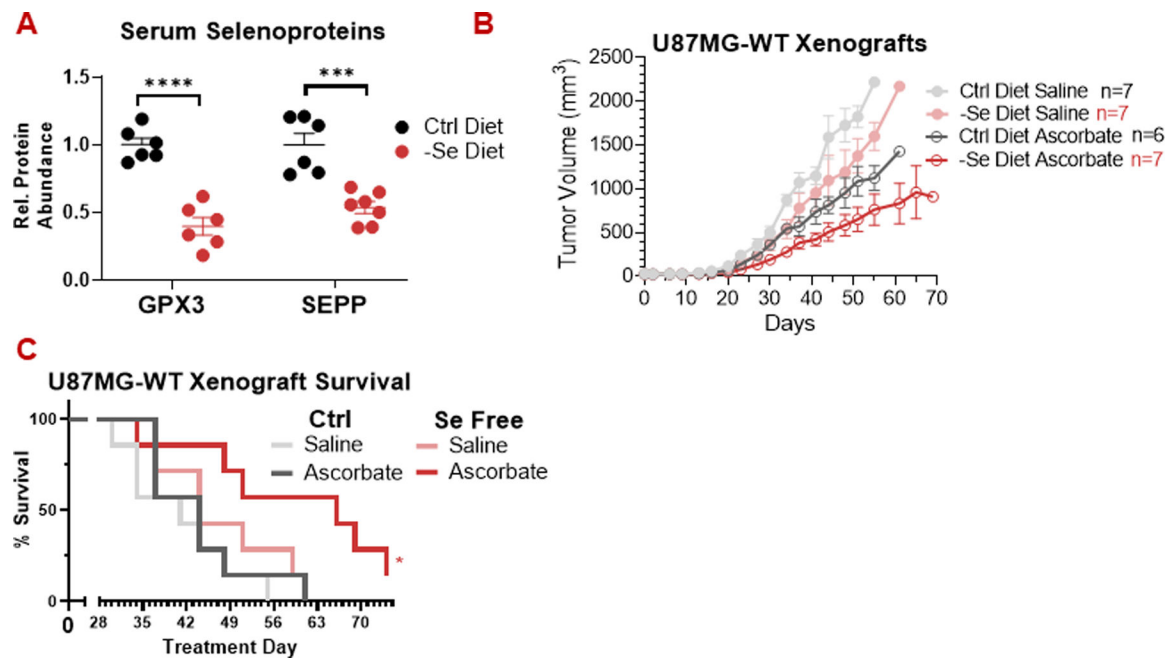 A
Serum Selenoproteins
Rel. Protein
Abundance
1.5
1.0
0.5
0.0
****
***
GPX3
SEPP
Ctrl Diet
-Se Diet
B
U87MG-WT Xenografts
Tumor Volume (mm³)
2500
2000
1500
1000
500
0
0 10 20 30 40 50 60 70
Days
Ctrl Diet Saline n=7
-Se Diet Saline n=7
Ctrl Diet Ascorbate n=6
-Se Diet Ascorbate n=7
C
U87MG-WT Xenograft Survival
% Survival
100
50
0
Ctrl Se Free
Saline Saline
Ascorbate Ascorbate
*
0 28 35 42 49 56 63 70
Treatment Day